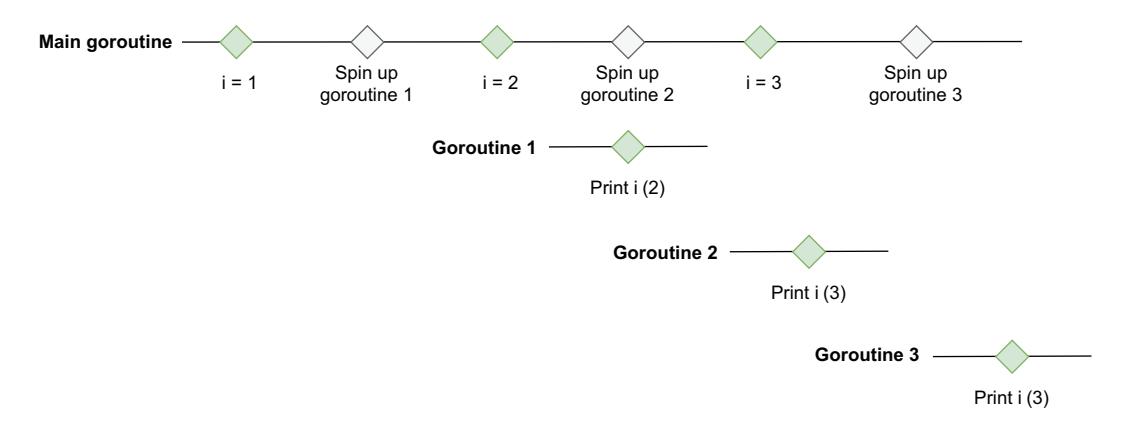 Main goroutine
i = 1
Spin up
goroutine 1
i = 2
Spin up
goroutine 2
i = 3
Spin up
goroutine 3
Goroutine 1
Print i (2)
Goroutine 2
Print i (3)
Goroutine 3
Print i (3)